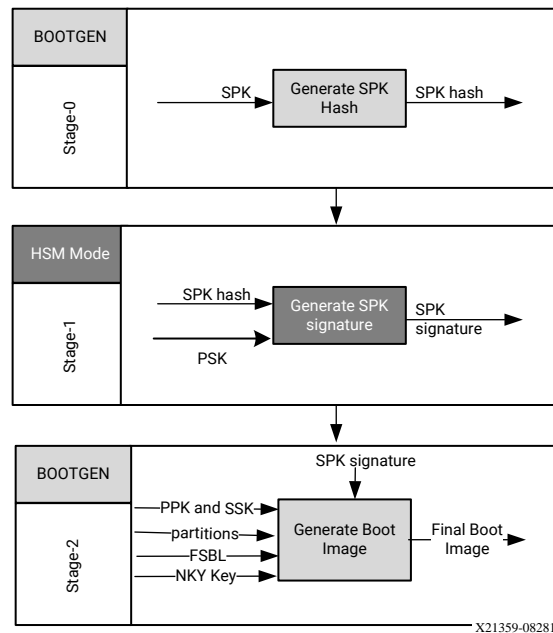 BOOTGEN
Stage-0
SPK
Generate SPK
Hash
SPK hash
HSM Mode
Stage-1
SPK hash
PSK
Generate SPK
signature
SPK
signature
BOOTGEN
Stage-2
SPK signature
PPK and SSK
partitions
FSBL
NKY Key
Generate Boot
Image
Final Boot
Image
X21359-08281